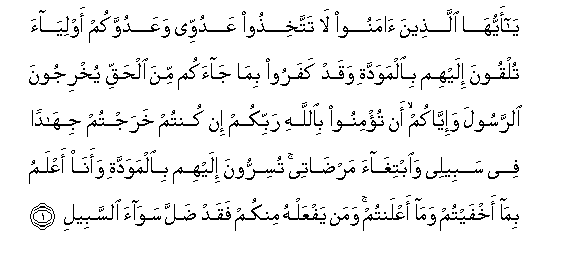 يَـٰٓأَيُّهَا ٱلَّذِينَ ءَامَنُوا۟ لَا تَتَّخِذُوا۟ عَدُوِّى وَعَدُوَّكُمْ أَوْلِيَآءَ
تُلْقُونَ إِلَيْهِم بِٱلْمَوَدَّةِ وَقَدْ كَفَرُوا۟ بِمَا جَآءَكُم مِّنَ ٱلْحَقِّ يُخْرِجُونَ
ٱلرَّسُولَ وَإِيَّاكُمْ ۙ أَن تُؤْمِنُوا۟ بِٱللَّهِ رَبِّكُمْ إِن كُنتُمْ خَرَجْتُمْ جِهَـٰدًا
فِى سَبِيلِى وَٱبْتِغَآءَ مَرْضَاتِى ۚ تُسِرُّونَ إِلَيْهِم بِٱلْمَوَدَّةِ وَأَنَا۠ أَعْلَمُ
بِمَآ أَخْفَيْتُمْ وَمَآ أَعْلَنتُمْ ۚ وَمَن يَفْعَلْهُ مِنكُمْ فَقَدْ ضَلَّ سَوَآءَ ٱلسَّبِيلِ ﴿١﴾